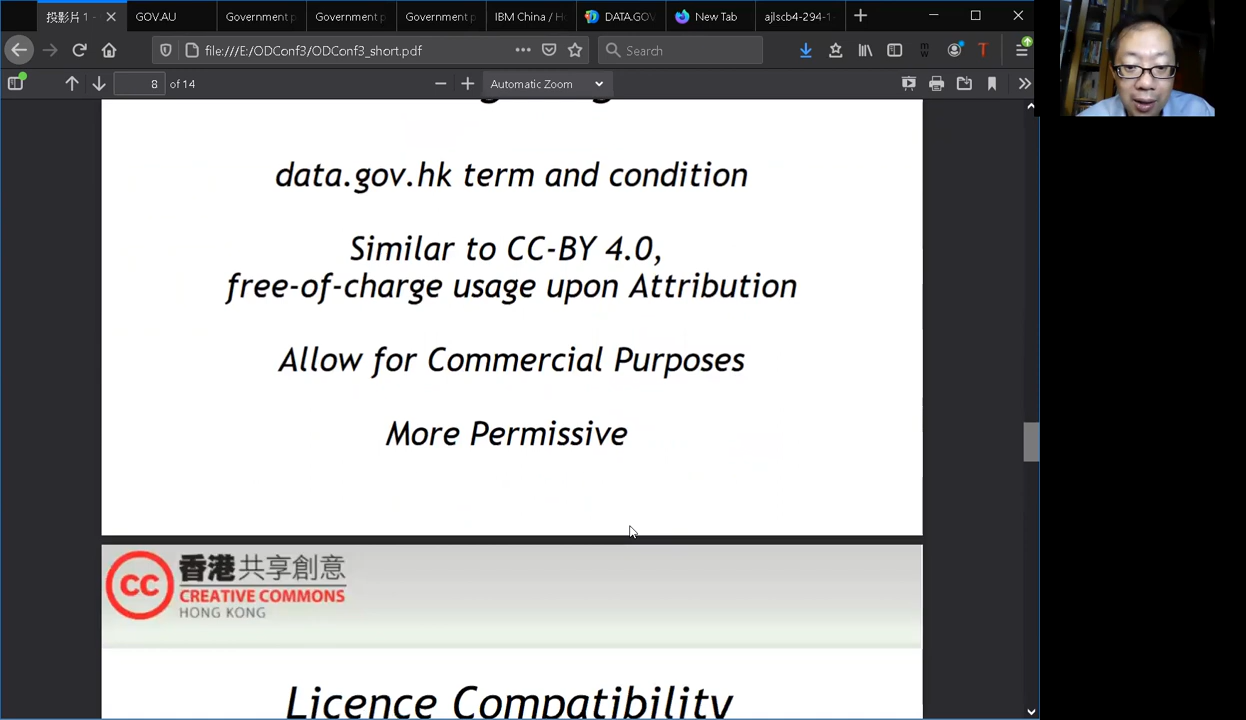 投影片 1 -
GOV.AU
Government p
Government p
Government p
IBM China / H
DATA.GOV
New Tab
ajlscb4-294-1
file:///E:/ODConf3/ODConf3_short.pdf
Search
8 of 14
Automatic Zoom
data.gov.hk term and condition
Similar to CC-BY 4.0,
free-of-charge usage upon Attribution
Allow for Commercial Purposes
More Permissive
cc
香港共享創意
CREATIVE COMMONS
HONG KONG
Licence Compatibility